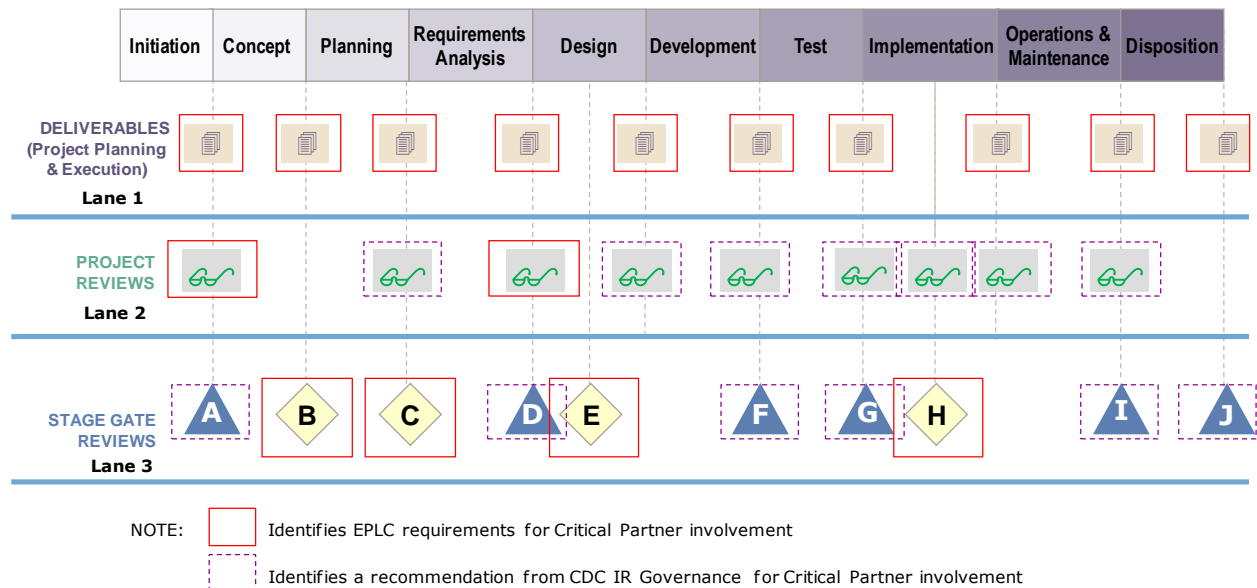 Initiation
Concept
Planning
Requirements
Analysis
Design
Development
Test
Implementation
Operations &
Maintenance
Disposition
DELIVERABLES
(Project Planning
& Execution)
Lane 1
PROJECT
REVIEWS
Lane 2
A
B
C
D
E
F
G
H
I
J
STAGE GATE
REVIEWS
Lane 3
NOTE:
Identifies EPLC requirements for Critical Partner involvement
Identifies a recommendation from CDC IR Governance for Critical Partner involvement